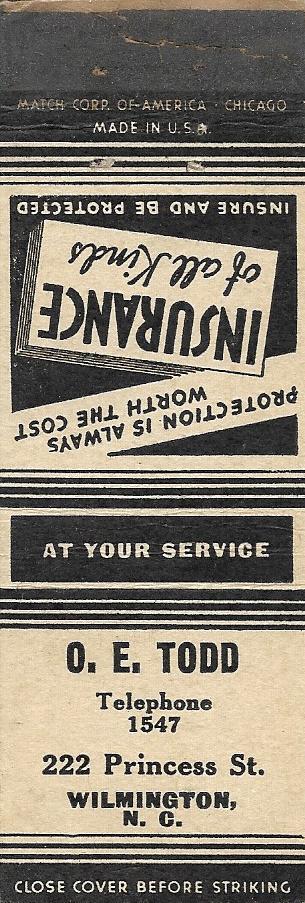 MATCH CORP. OF AMERICA · CHICAGO
MADE IN U.S.A.
INSURE AND BE PROTECTED
of all Kinds
INSURANCE
PROTECTION IS ALWAYS
WORTH THE COST
AT YOUR SERVICE
O. E. TODD
Telephone
1547
222 Princess St.
WILMINGTON,
N. C.
CLOSE COVER BEFORE STRIKING